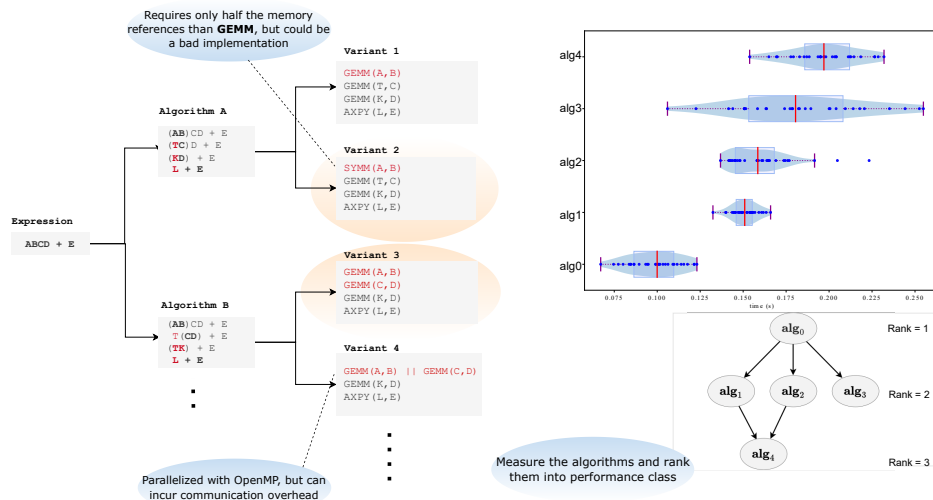 Requires only half the memory
references than GEMM, but could be
a bad implementation
Expression
ABCD + E
Algorithm A
(AB)CD + E
(TC)D + E
(KD) + E
L + E
Algorithm B
(AB)CD + E
T(CD) + E
(TK) + E
L + E
Variant 1
GEMM(A,B)
GEMM(T,C)
GEMM(K,D)
AXPY(L,E)
Variant 2
SYMM(A,B)
GEMM(T,C)
GEMM(K,D)
AXPY(L,E)
Variant 3
GEMM(A,B)
GEMM(C,D)
GEMM(K,D)
AXPY(L,E)
Variant 4
GEMM(A,B) || GEMM(C,D)
GEMM(K,D)
AXPY(L,E)
Parallelized with OpenMP, but can
incur communication overhead
alg4
alg3
alg2
alg1
alg0
0.075 0.100 0.125 0.150 0.175 0.200 0.225 0.250
time (s)
alg0 Rank = 1
alg1 alg2 alg3 Rank = 2
alg4 Rank = 3
Measure the algorithms and rank
them into performance class